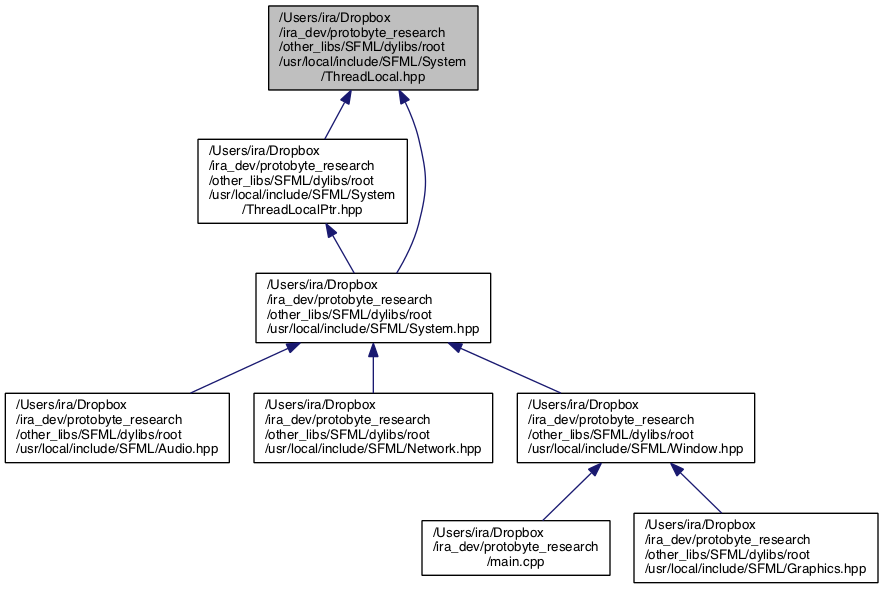 /Users/ira/Dropbox
/ira_dev/protobyte_research
/other_libs/SFML/dylibs/root
/usr/local/include/SFML/System
/ThreadLocal.hpp
/Users/ira/Dropbox
/ira_dev/protobyte_research
/other_libs/SFML/dylibs/root
/usr/local/include/SFML/System
/ThreadLocalPtr.hpp
/Users/ira/Dropbox
/ira_dev/protobyte_research
/other_libs/SFML/dylibs/root
/usr/local/include/SFML/System.hpp
/Users/ira/Dropbox
/ira_dev/protobyte_research
/other_libs/SFML/dylibs/root
/usr/local/include/SFML/Audio.hpp
/Users/ira/Dropbox
/ira_dev/protobyte_research
/other_libs/SFML/dylibs/root
/usr/local/include/SFML/Network.hpp
/Users/ira/Dropbox
/ira_dev/protobyte_research
/other_libs/SFML/dylibs/root
/usr/local/include/SFML/Window.hpp
/Users/ira/Dropbox
/ira_dev/protobyte_research
/main.cpp
/Users/ira/Dropbox
/ira_dev/protobyte_research
/other_libs/SFML/dylibs/root
/usr/local/include/SFML/Graphics.hpp